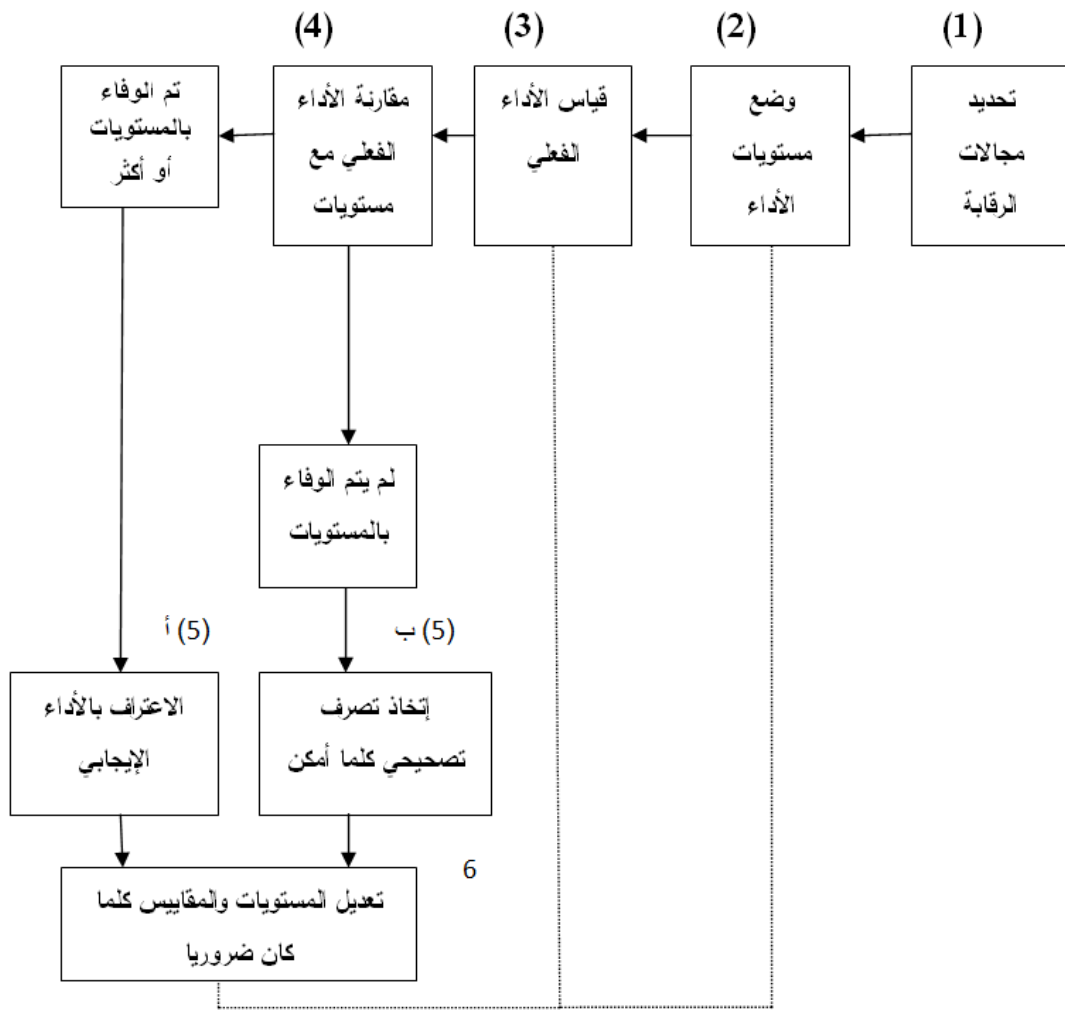 (1)
(2)
(3)
(4)
تحديد
مجالات
الرقابة
وضع
مستويات
الأداء
قياس الأداء
الفعلي
مقارنة الأداء
الفعلي مع
مستويات
تم الوفاء
بالمستويات
أو أكثر
لم يتم الوفاء
بالمستويات
(5) ب
(5) أ
إتخاذ تصرف
تصحيحي كلما أمكن
الاعتراف بالأداء
الإيجابي
6
تعديل المستويات والمقاييس كلما
كان ضروريا